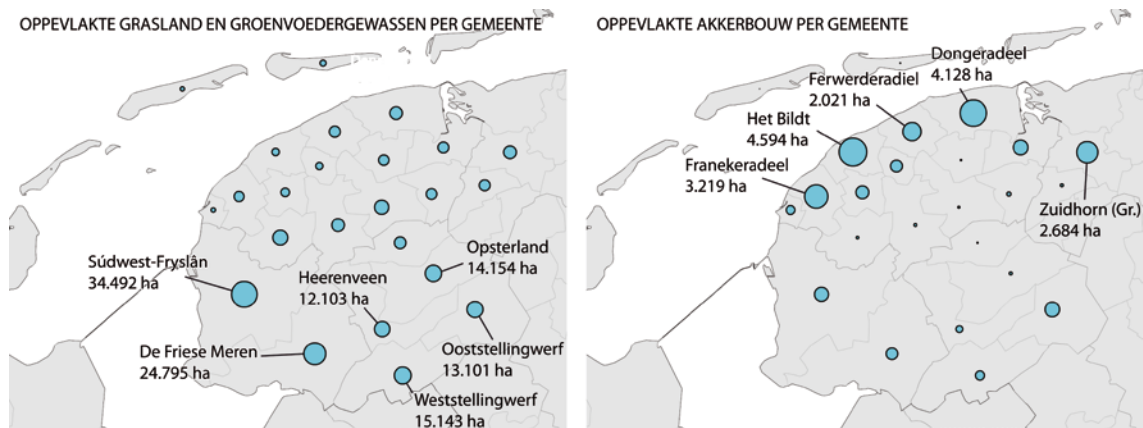 OPPEVLAKTE GRASLAND EN GROENVOEDERGEWASSEN PER GEMEENTE
Súdwest-Fryslân
34.492 ha
Heerenveen
12.103 ha
Opsterland
14.154 ha
De Friese Meren
24.795 ha
Ooststellingwerf
13.101 ha
Weststellingwerf
15.143 ha
OPPEVLAKTE AKKERBOUW PER GEMEENTE
Dongeradeel
4.128 ha
Ferwerderadiel
2.021 ha
Het Bildt
4.594 ha
Franekeradeel
3.219 ha
Zuidhorn (Gr.)
2.684 ha